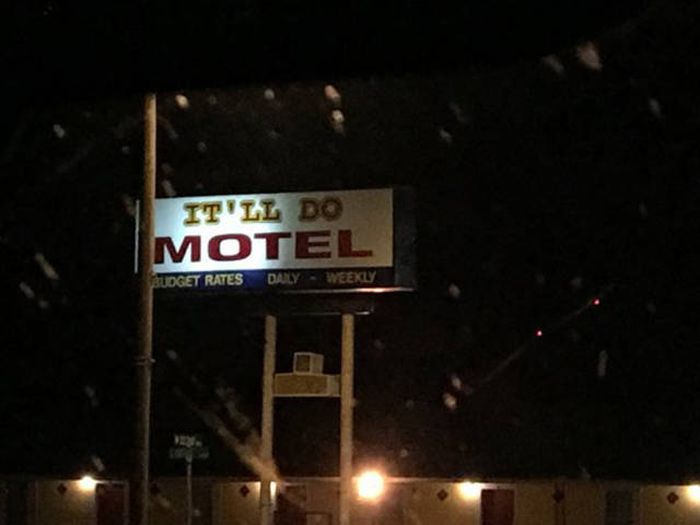 IT'LL DO
MOTEL
BUDGET RATES DAILY - WEEKLY